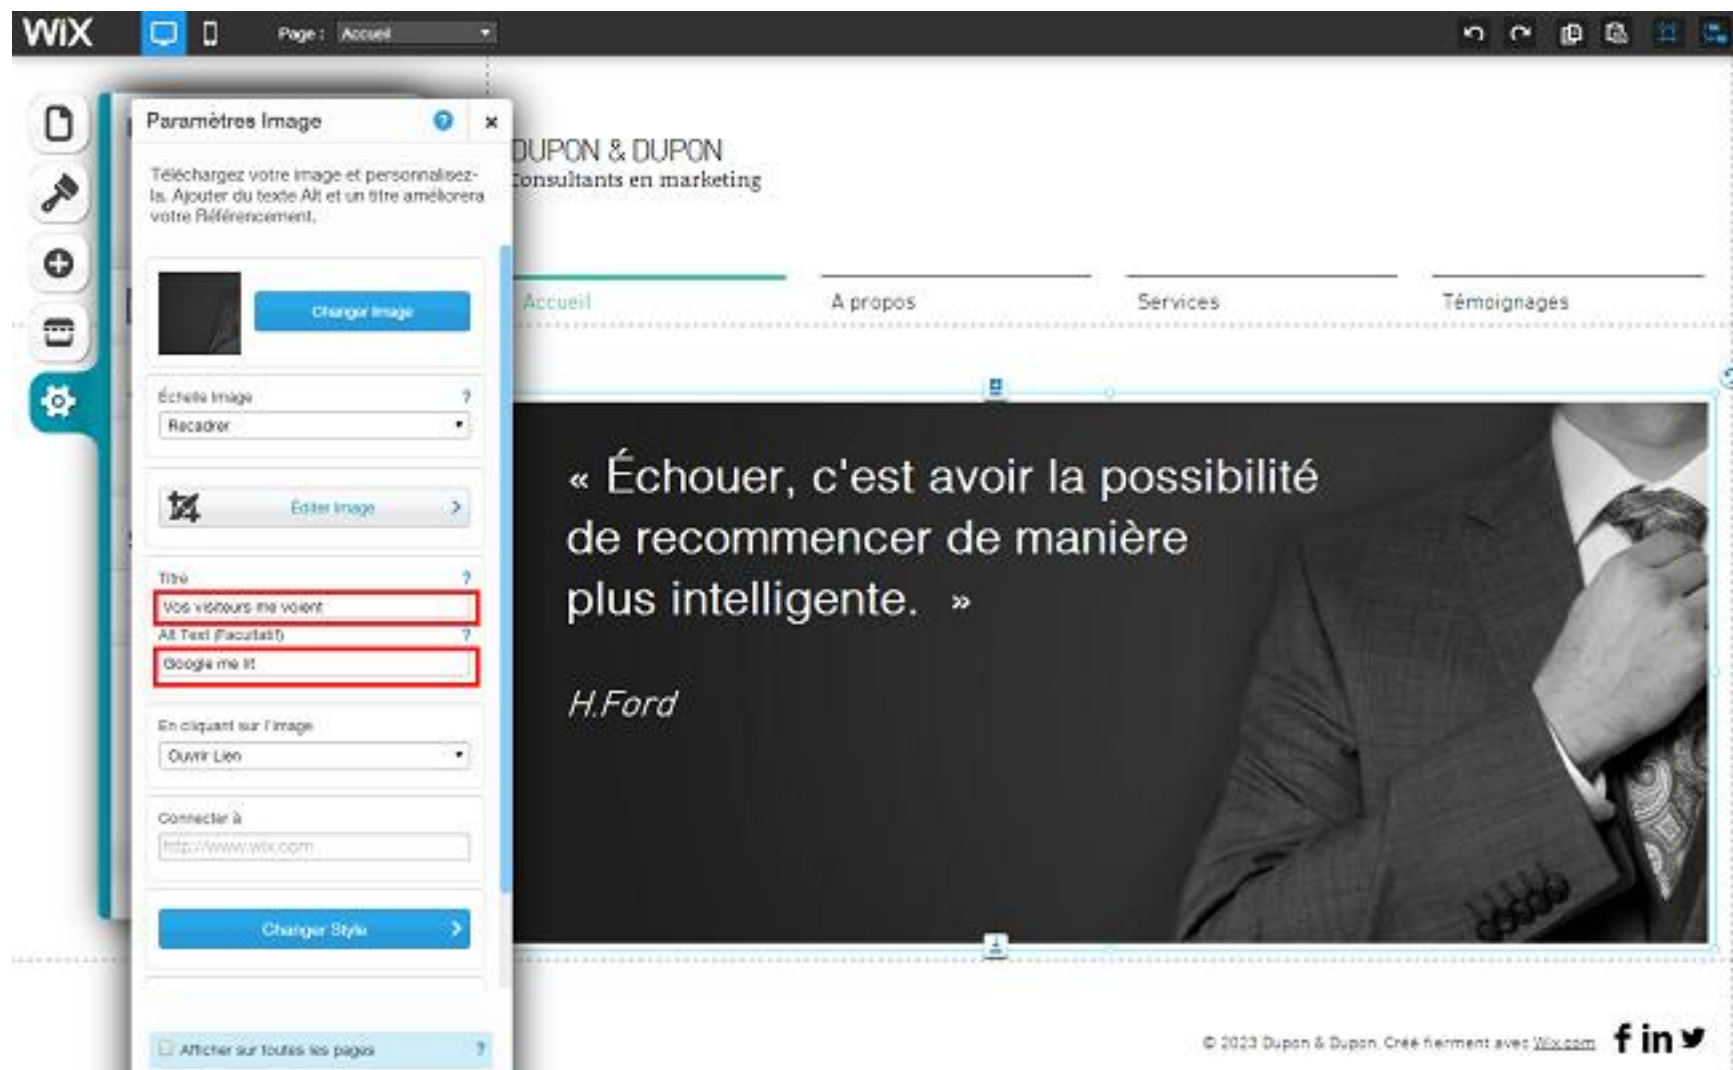 WiX
Page : Accueil
Paramètres Image
Téléchargez votre image et personnalisez-
la. Ajouter du texte Alt et un titre améliorera
votre Référencement.
Changer Image
Échelle Image ?
Recadrer
Éditer Image
Titre ?
Vos visiteurs me voient
Alt Text (Facultatif) ?
Google me lit
En cliquant sur l'image
Ouvrir Lien
Connecter à
http://www.wix.com
Changer Style
Afficher sur toutes les pages ?
DUPON & DUPON
Consultants en marketing
Accueil
A propos
Services
Témoignages
« Échouer, c'est avoir la possibilité
de recommencer de manière
plus intelligente. »
H.Ford
© 2023 Dupon & Dupon. Créé fierment avec Wix.com